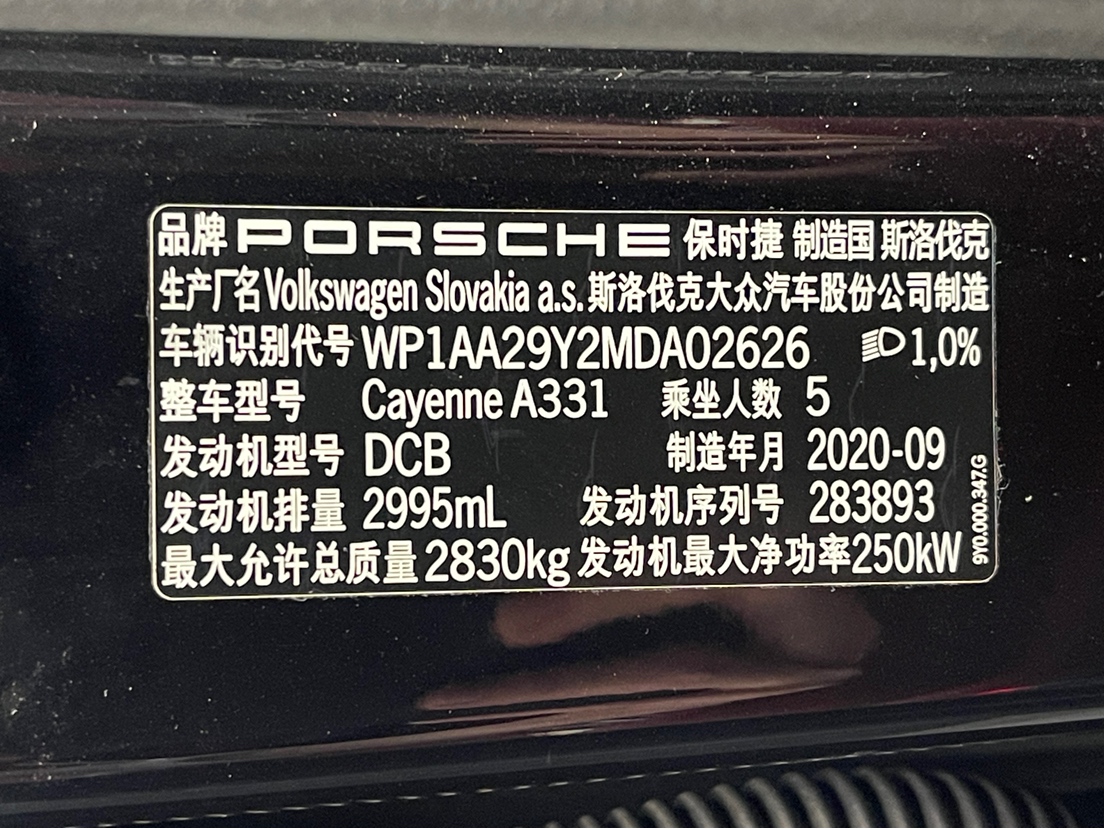 品牌 PORSCHE 保时捷 制造国 斯洛伐克
生产厂名 Volkswagen Slovakia a.s. 斯洛伐克大众汽车股份公司制造
车辆识别代号 WP1AA29Y2MDA02626 1,0%
整车型号 Cayenne A331 乘坐人数 5
发动机型号 DCB 制造年月 2020-09
发动机排量 2995mL 发动机序列号 283893
最大允许总质量 2830kg 发动机最大净功率 250kW
9Y0.000.347.G